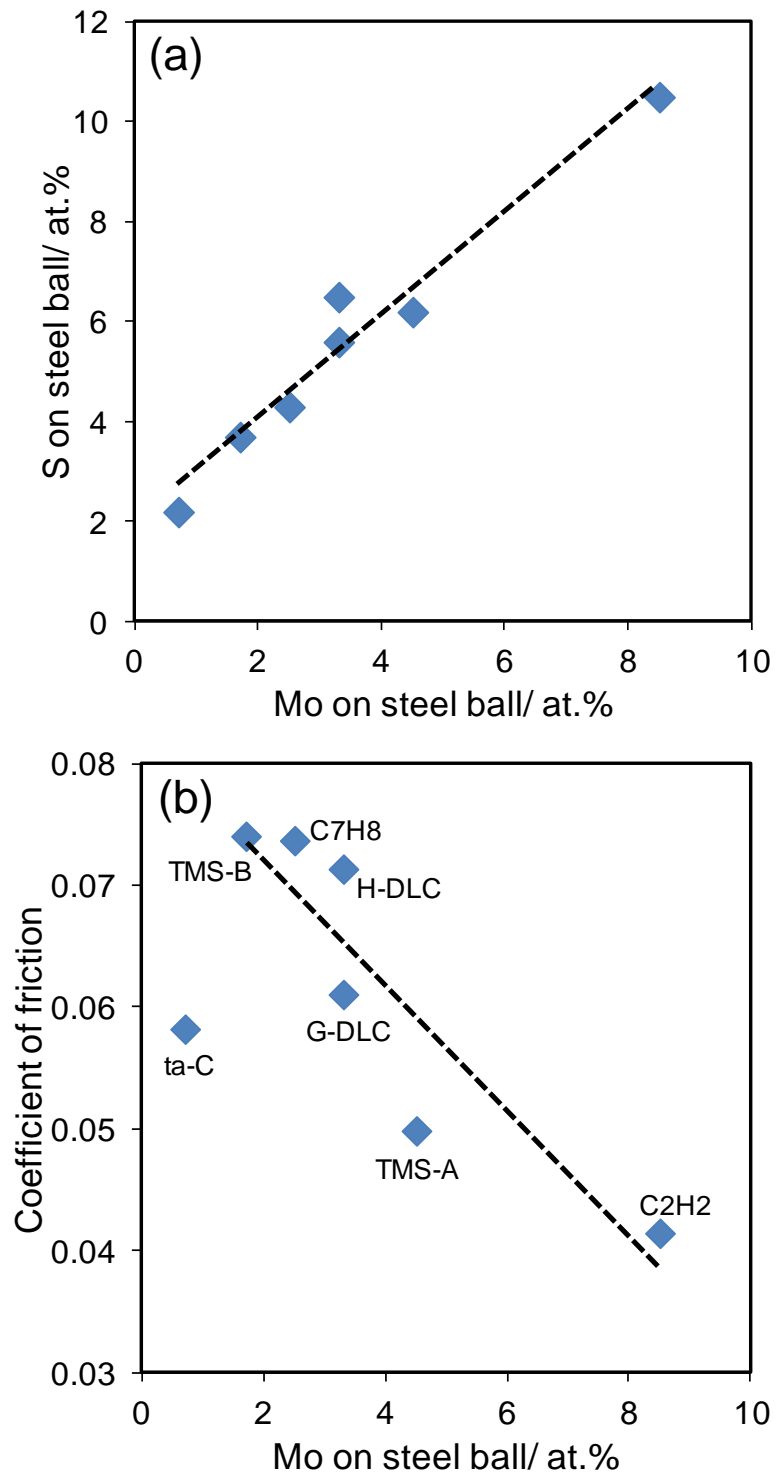 (a)
12
10
8
6
4
2
0
S on steel ball/ at.%
0 2 4 6 8 10
Mo on steel ball/ at.%
(b)
0.08
0.07
0.06
0.05
0.04
0.03
Coefficient of friction
C7H8
TMS-B
H-DLC
G-DLC
ta-C
TMS-A
C2H2
0 2 4 6 8 10
Mo on steel ball/ at.%